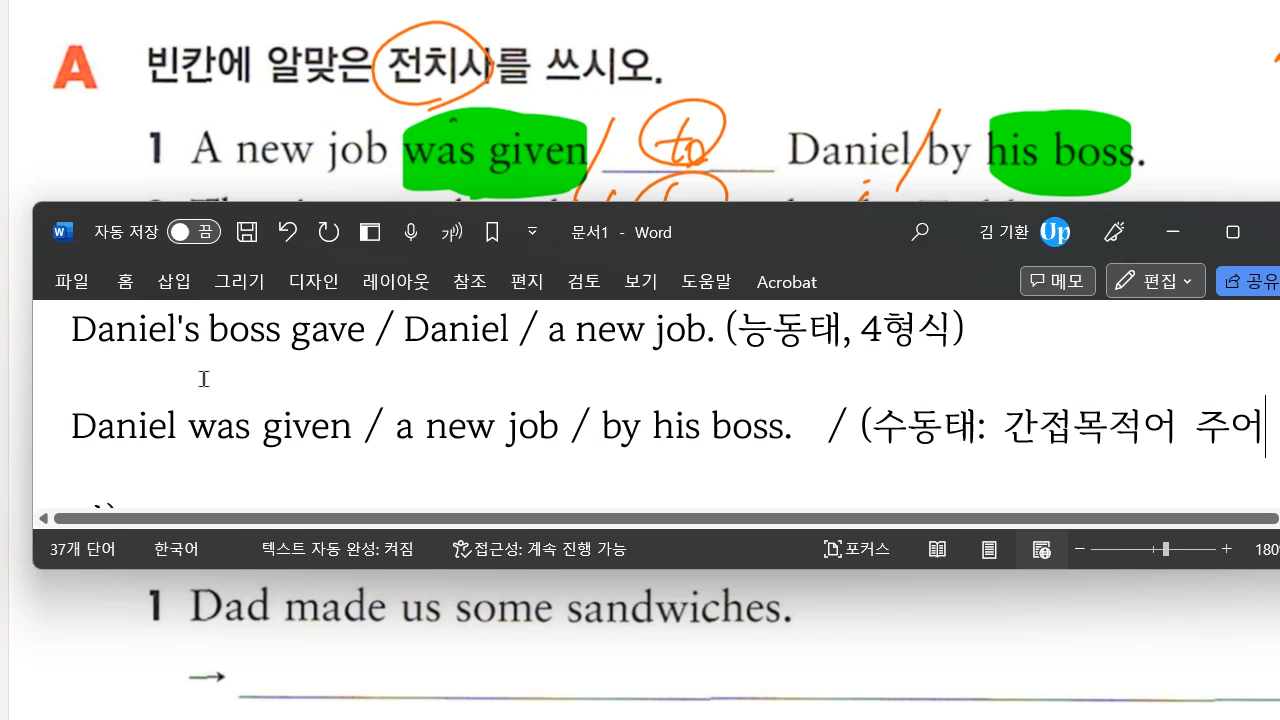 A 빈칸에 알맞은 전치사를 쓰시오.
1 A new job was given / to Daniel / by his boss.
자동 저장 끔 가 문서1 - Word 김 기환 Up
파일 홈 삽입 그리기 디자인 레이아웃 참조 편지 검토 보기 도움말 Acrobat 메모 편집 공유
Daniel's boss gave / Daniel / a new job. (능동태, 4형식)
Daniel was given / a new job / by his boss. / (수동태: 간접목적어 주어
37개 단어 한국어 텍스트 자동 완성: 켜짐 접근성: 계속 진행 가능 포커스 180
1 Dad made us some sandwiches.
→